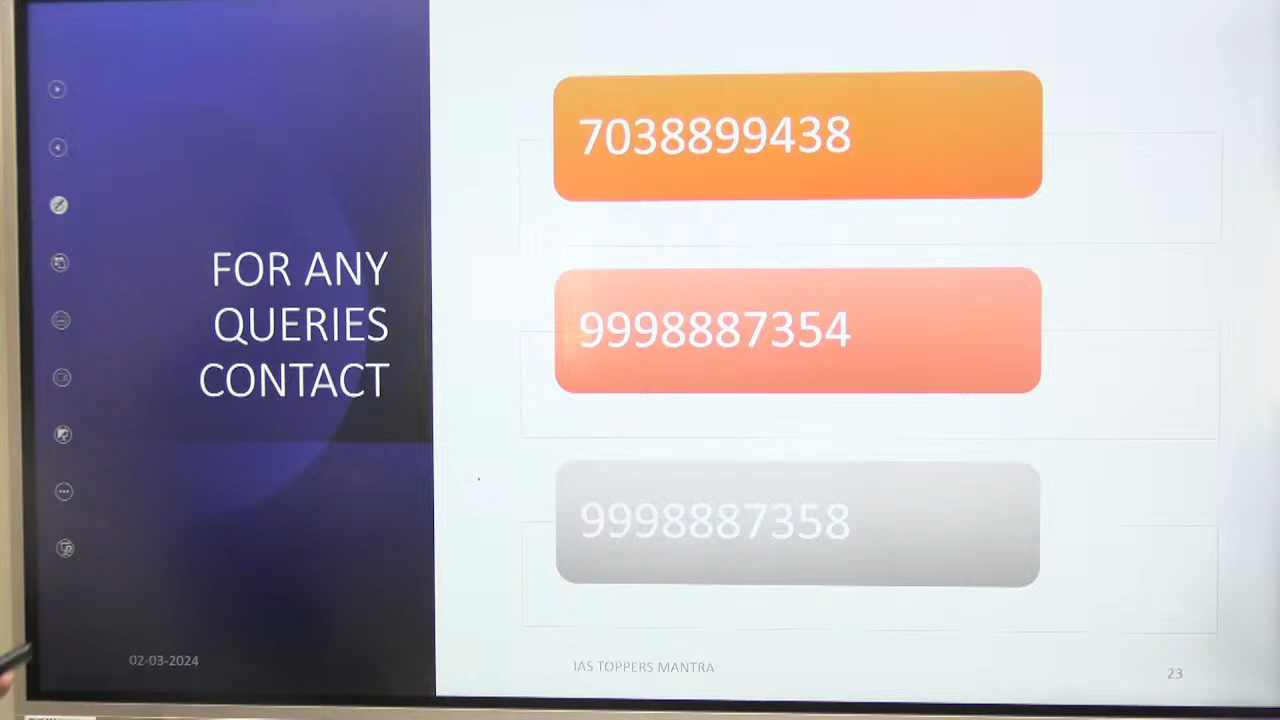 FOR ANY
QUERIES
CONTACT
7038899438
9998887354
9998887358
02-03-2024
IAS TOPPERS MANTRA
23